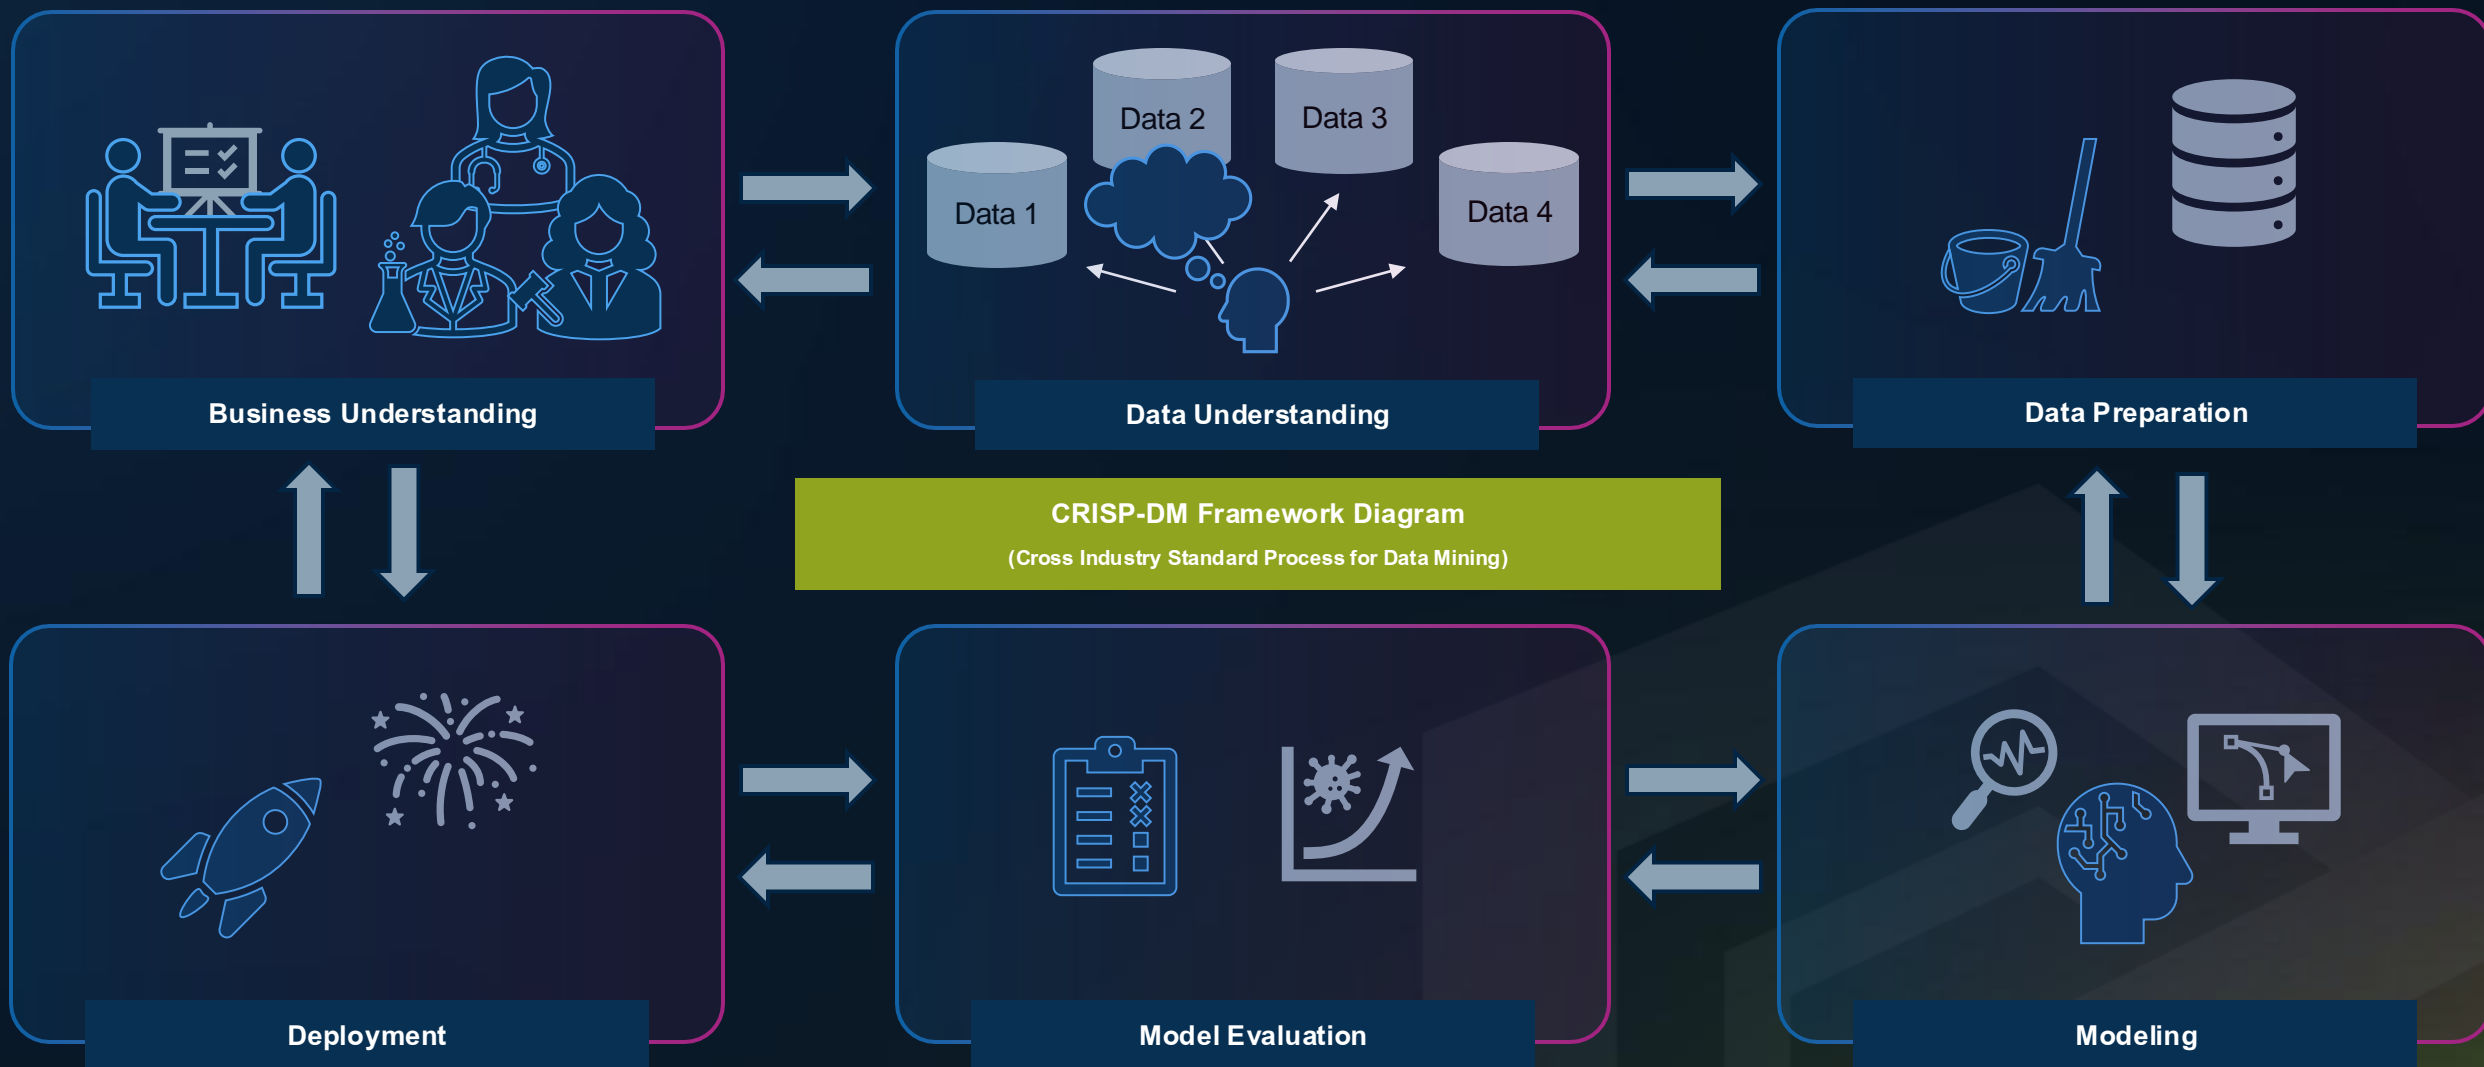 Data 1
Data 2
Data 3
Data 4
Business Understanding
Data Understanding
Data Preparation
CRISP-DM Framework Diagram
(Cross Industry Standard Process for Data Mining)
Deployment
Model Evaluation
Modeling